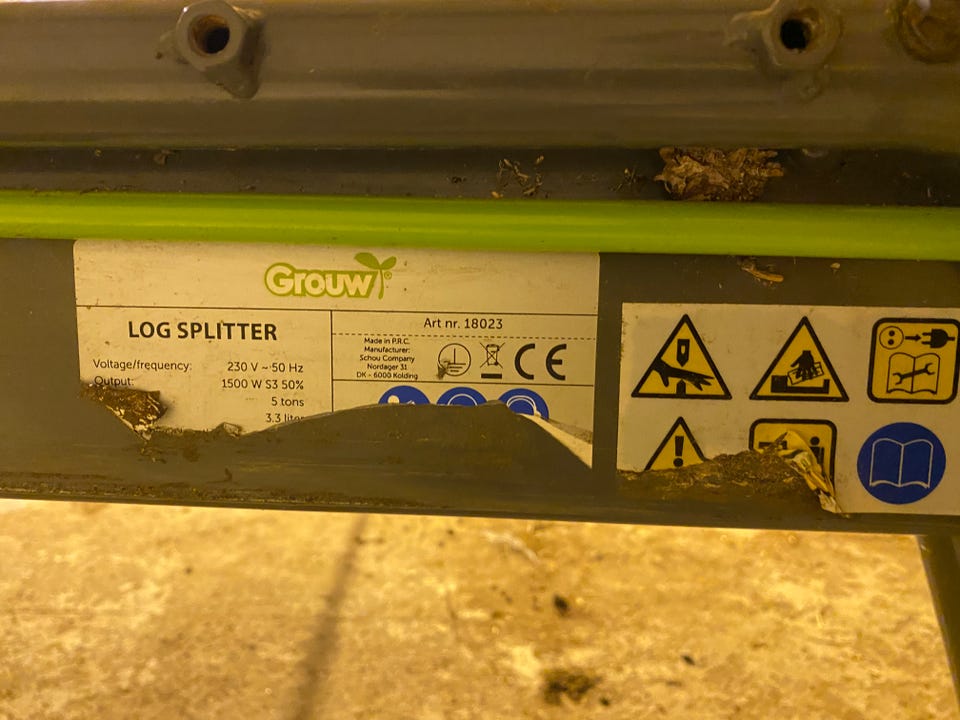 Grouw
®
LOG SPLITTER
Voltage/frequency: 230 V ~ 50 Hz
Output: 1500 W S3 50%
5 tons
3.3
Art nr. 18023
Made in P.R.C.
Manufacturer:
Schou Company
Nordager 31
DK – 6000 Kolding
CE